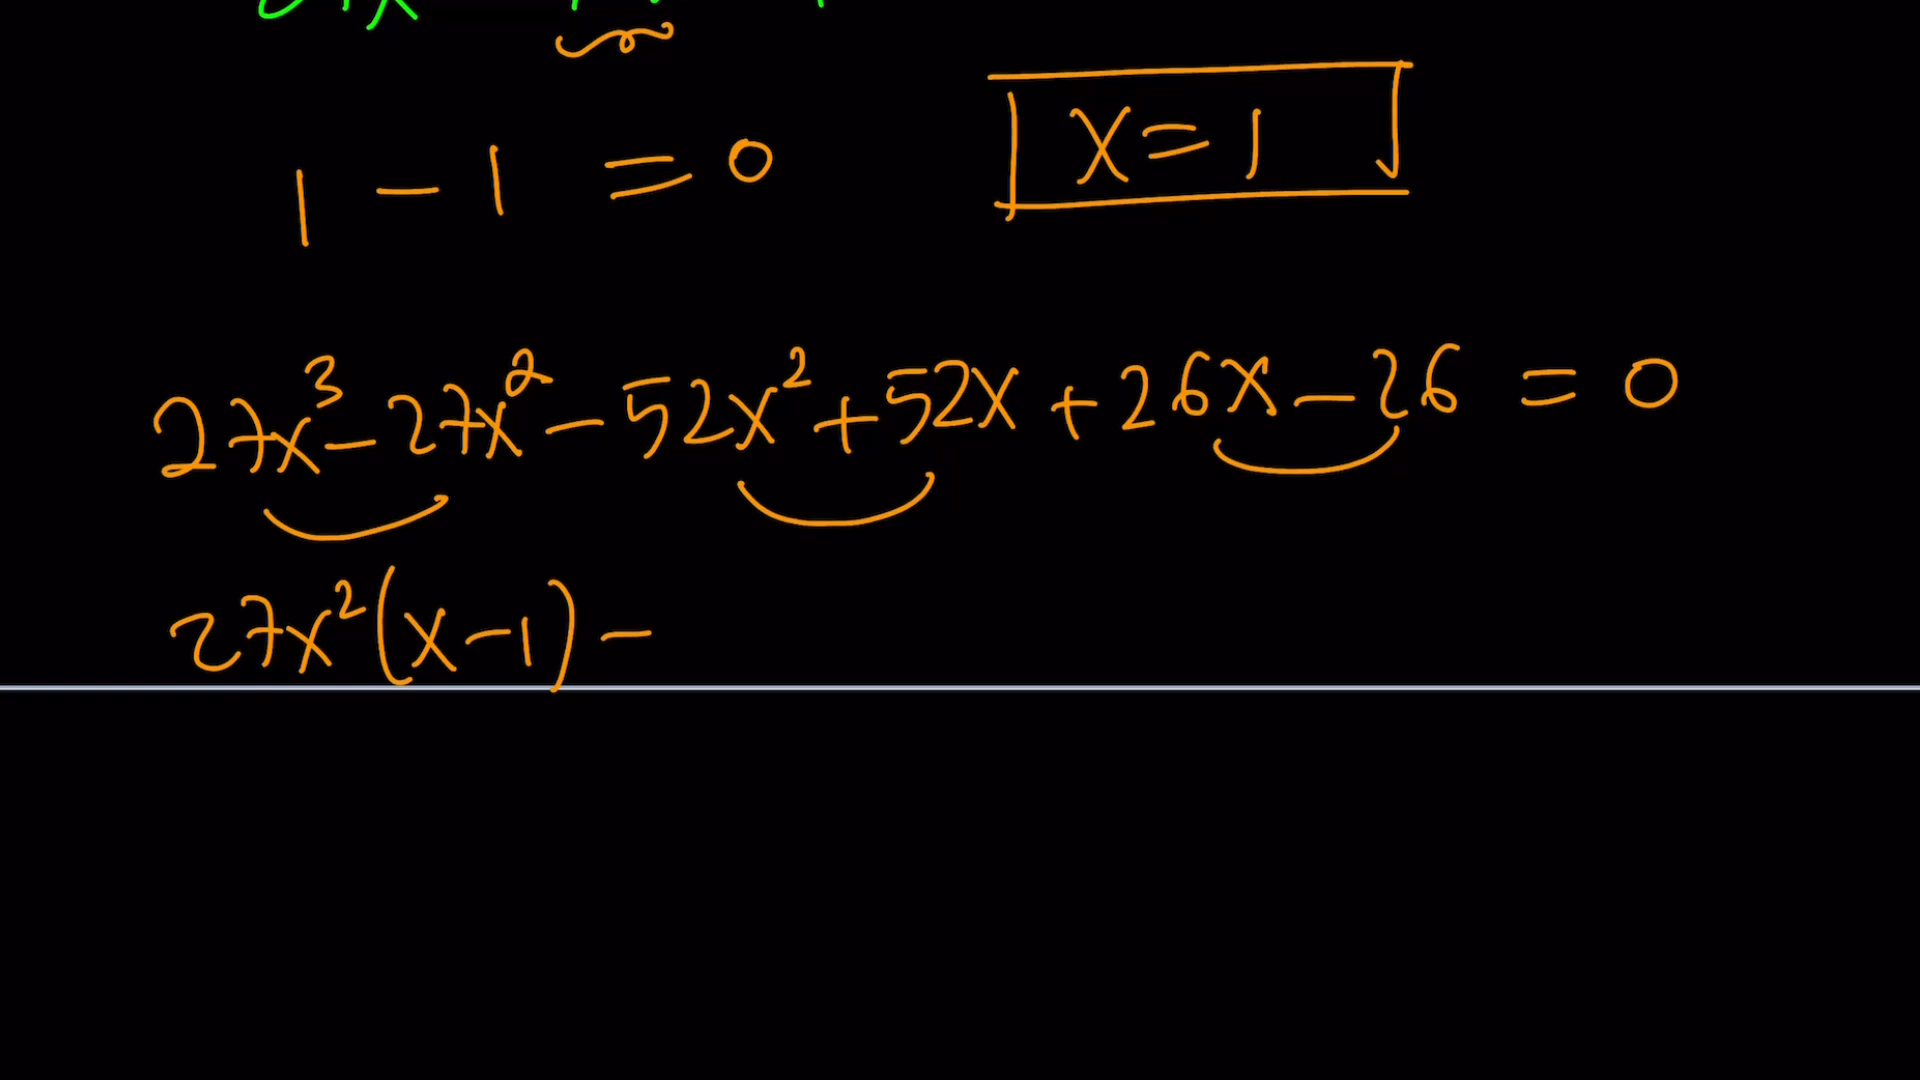 1 - 1 = 0
x = 1
27x³ - 27x² - 52x² + 52x + 26x - 26 = 0
27x²(x-1) -